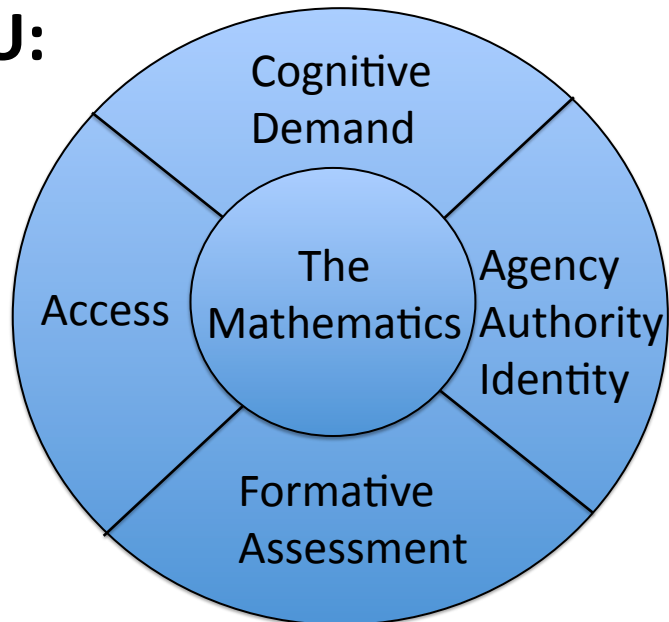 U:
Cognitive
Demand
The
Mathematics
Access
Agency
Authority
Identity
Formative
Assessment